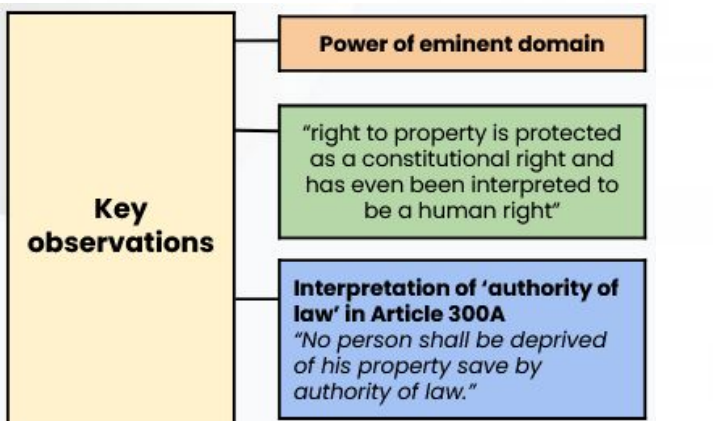 Key
observations
Power of eminent domain
“right to property is protected
as a constitutional right and
has even been interpreted to
be a human right”
Interpretation of ‘authority of
law’ in Article 300A
“No person shall be deprived
of his property save by
authority of law.”